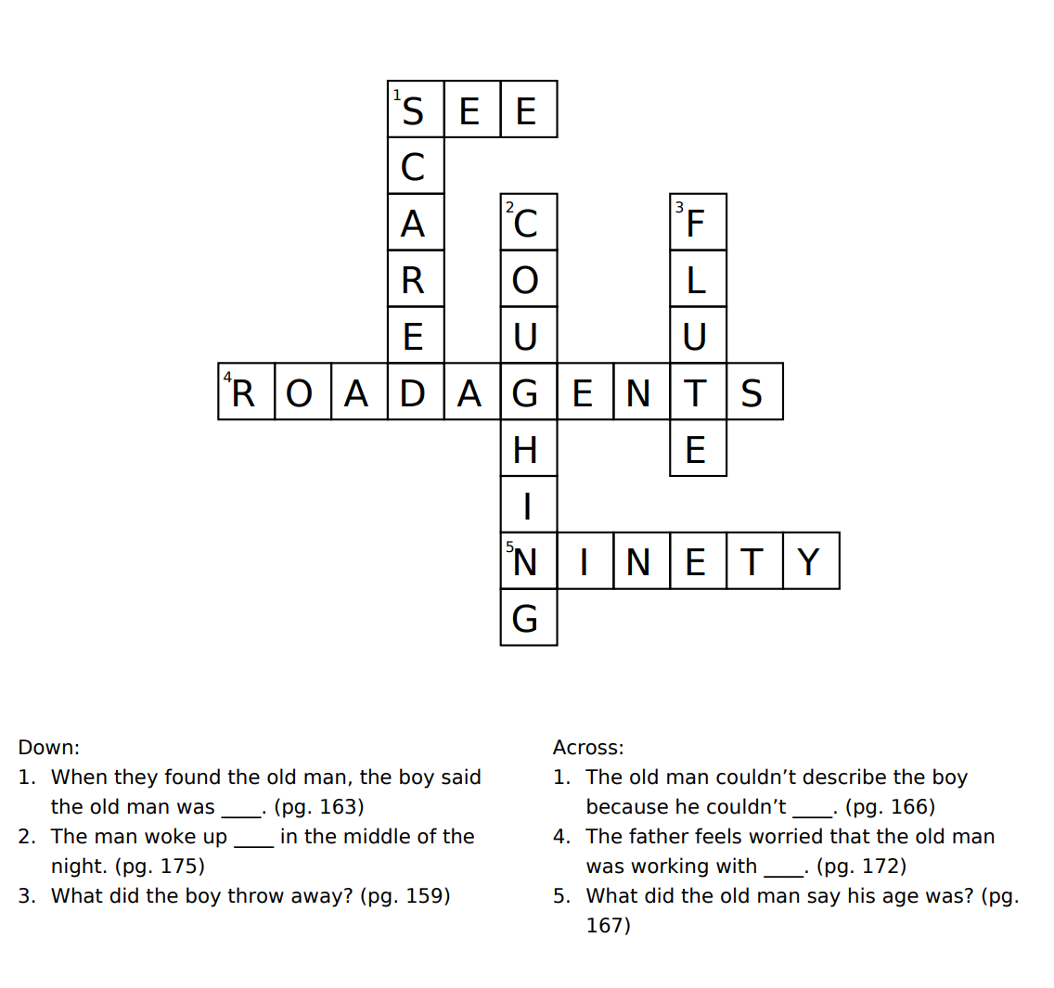 1 S E E
C
A 2 C 3 F
R O L
E U U
4 R O A D A G E N T S
H E
I
5 N I N E T Y
G
Down:
1. When they found the old man, the boy said
the old man was ____. (pg. 163)
2. The man woke up ____ in the middle of the
night. (pg. 175)
3. What did the boy throw away? (pg. 159)
Across:
1. The old man couldn’t describe the boy
because he couldn’t ____. (pg. 166)
4. The father feels worried that the old man
was working with ____. (pg. 172)
5. What did the old man say his age was? (pg.
167)